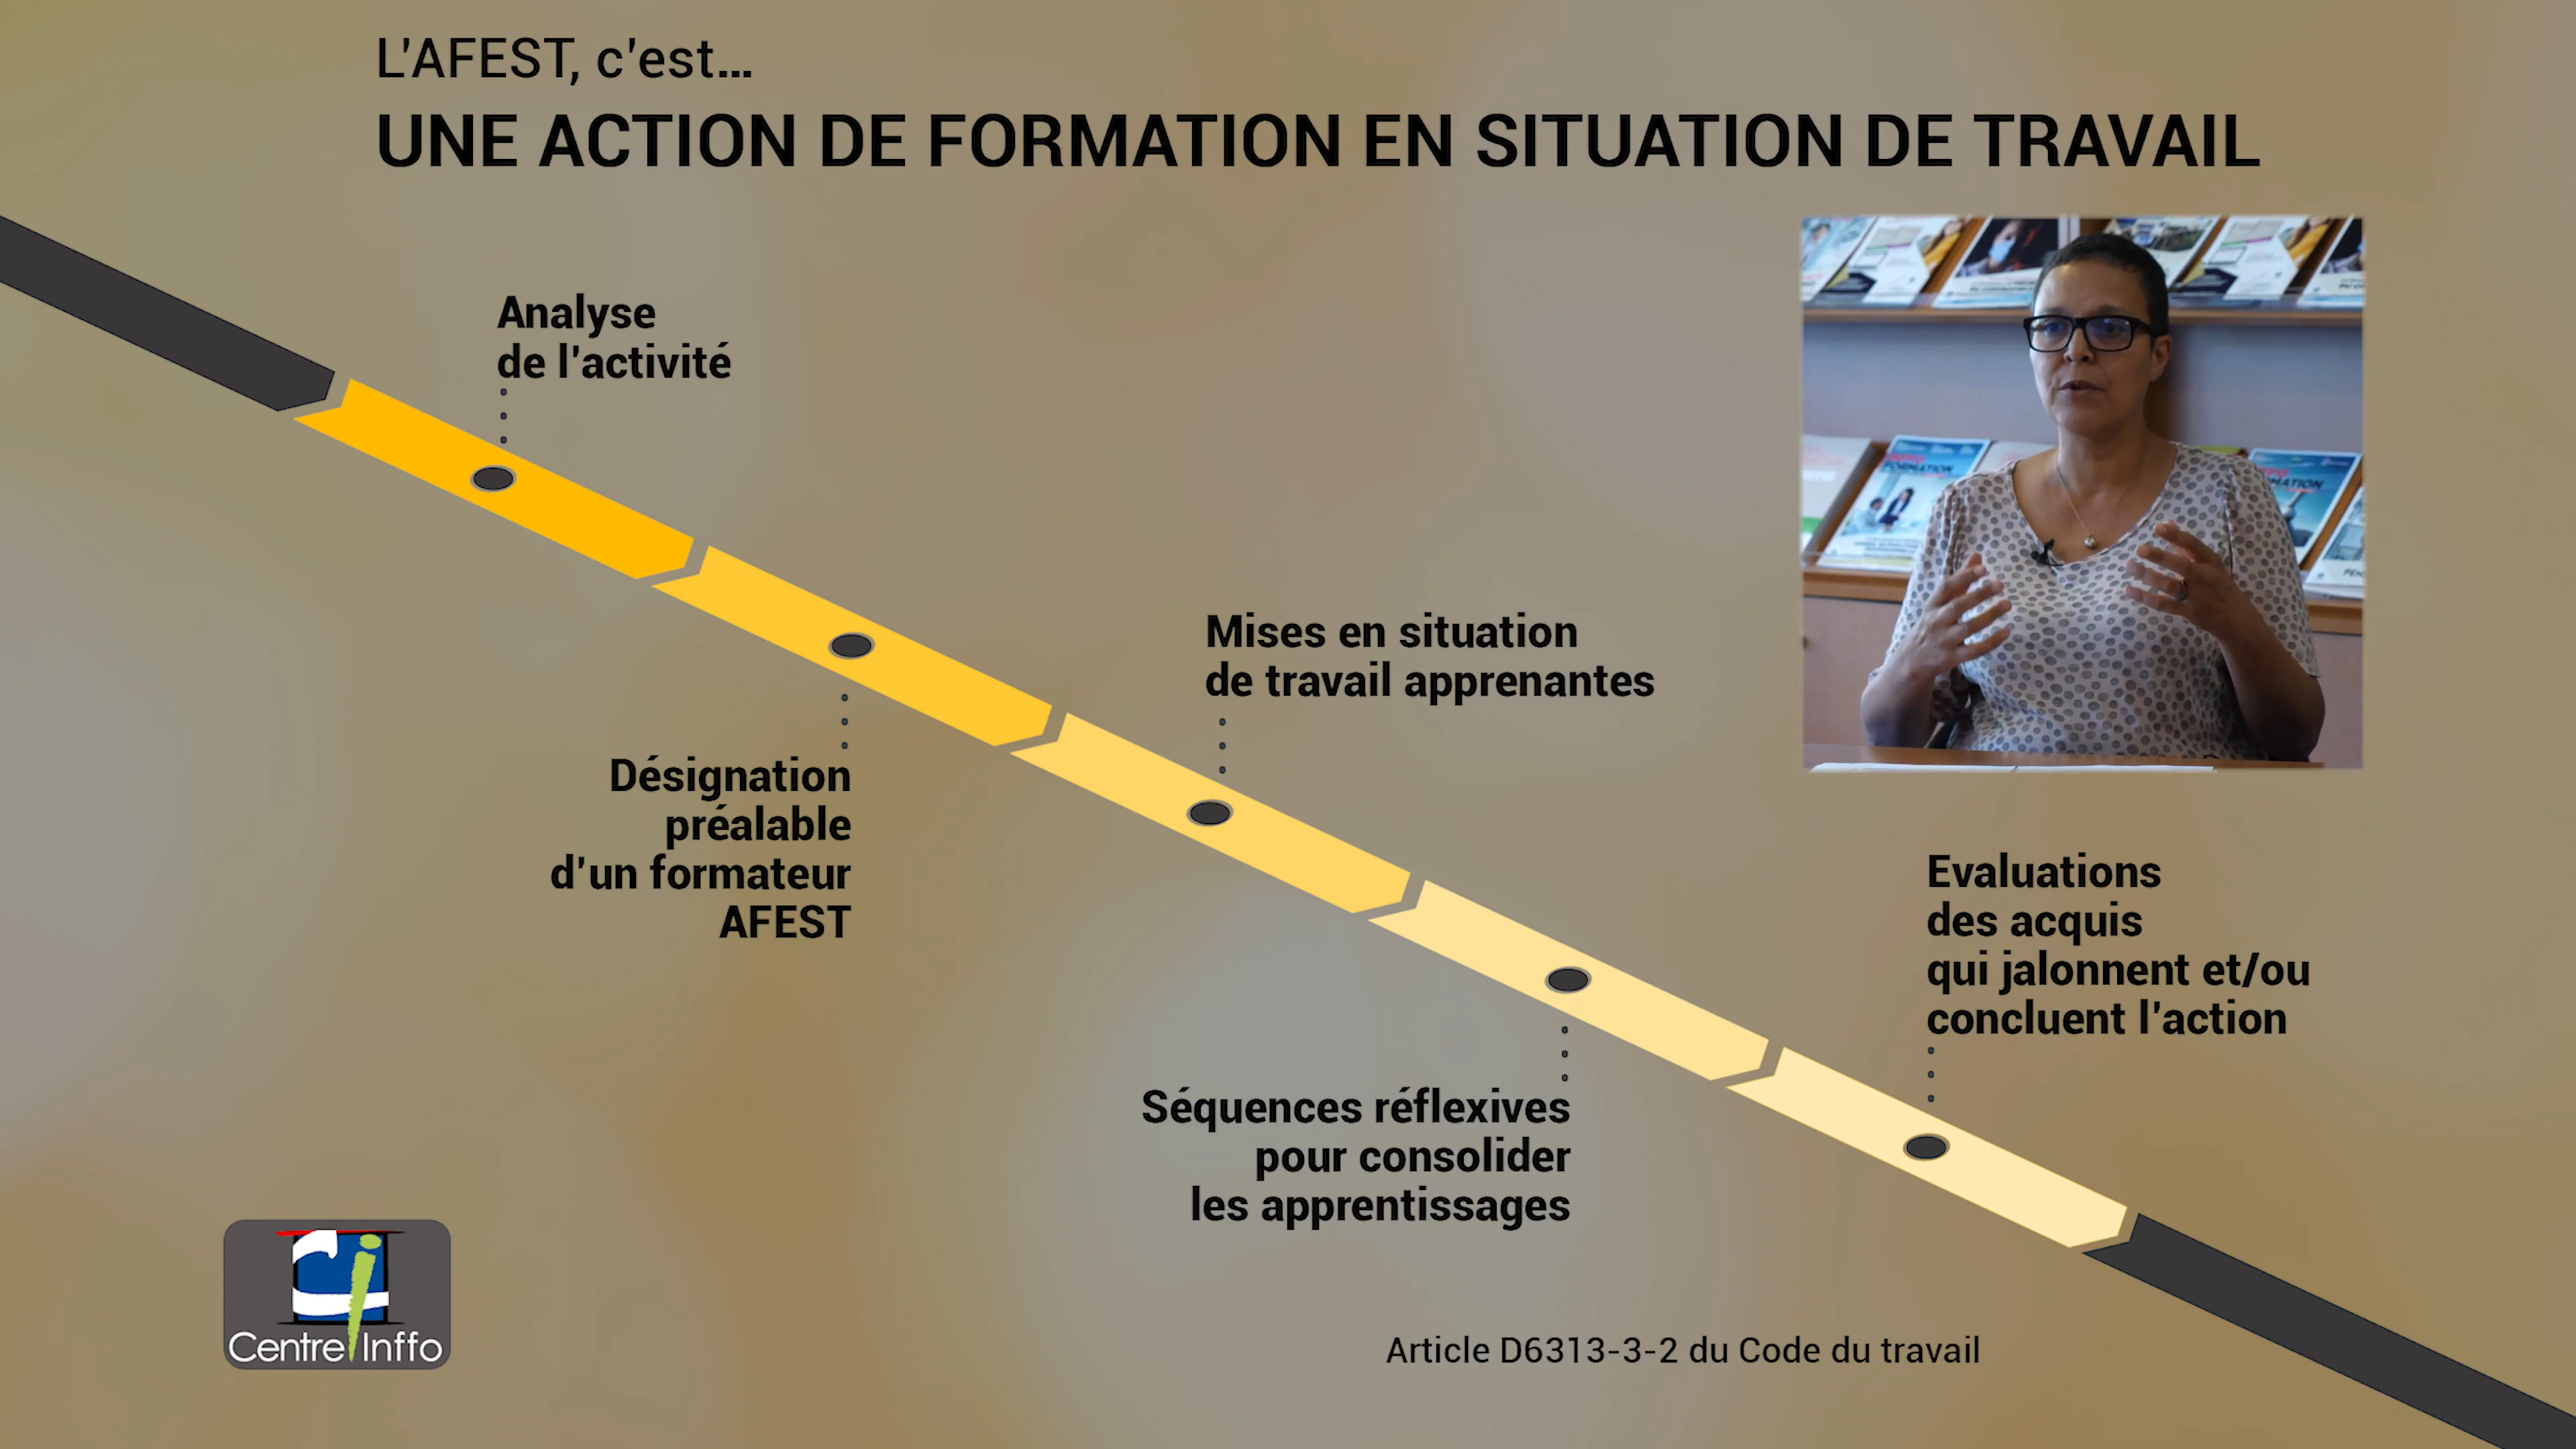 L'AFEST, c'est...
UNE ACTION DE FORMATION EN SITUATION DE TRAVAIL
Analyse
de l'activité
Désignation
préalable
d'un formateur
AFEST
Mises en situation
de travail apprenantes
Séquences réflexives
pour consolider
les apprentissages
Evaluations
des acquis
qui jalonnent et/ou
concluent l'action
FORMATION
Centre Inffo
Article D6313-3-2 du Code du travail